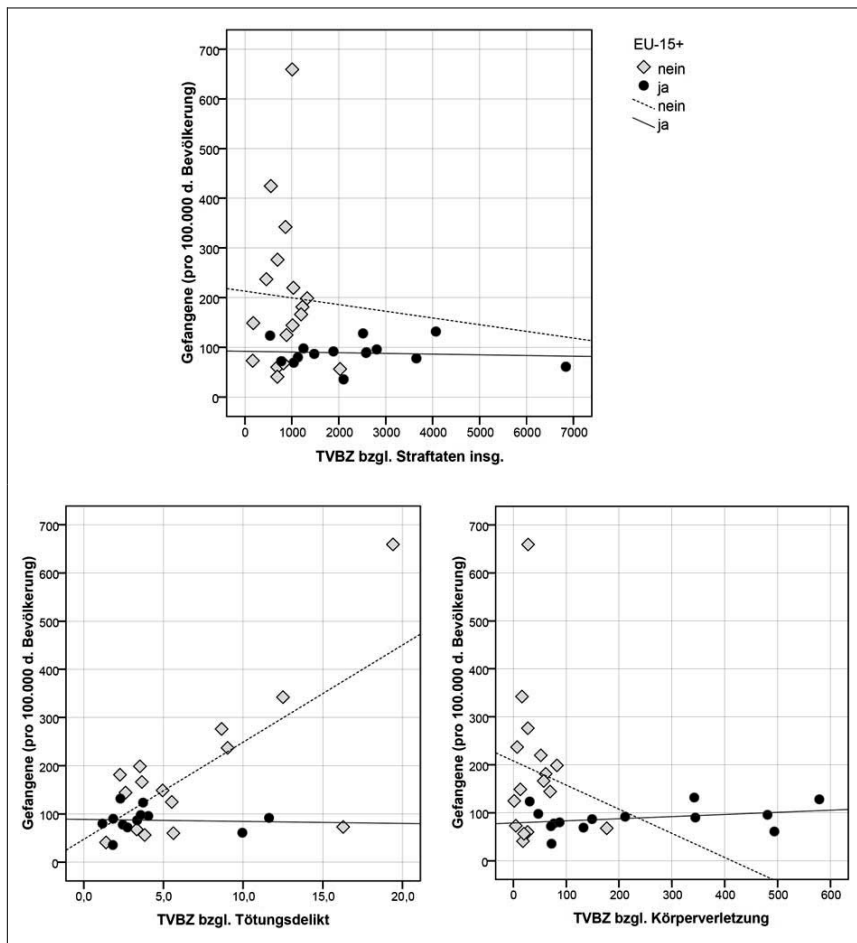 EU-15+
nein
ja
nein
ja
Gefangene (pro 100.000 d. Bevölkerung)
700
600
500
400
300
200
100
0
0 1000 2000 3000 4000 5000 6000 7000
TVBZ bzgl. Straftaten insg.
Gefangene (pro 100.000 d. Bevölkerung)
700
600
500
400
300
200
100
0
0,0 5,0 10,0 15,0 20,0
TVBZ bzgl. Tötungsdelikt
Gefangene (pro 100.000 d. Bevölkerung)
700
600
500
400
300
200
100
0
0 100 200 300 400 500 600
TVBZ bzgl. Körperverletzung